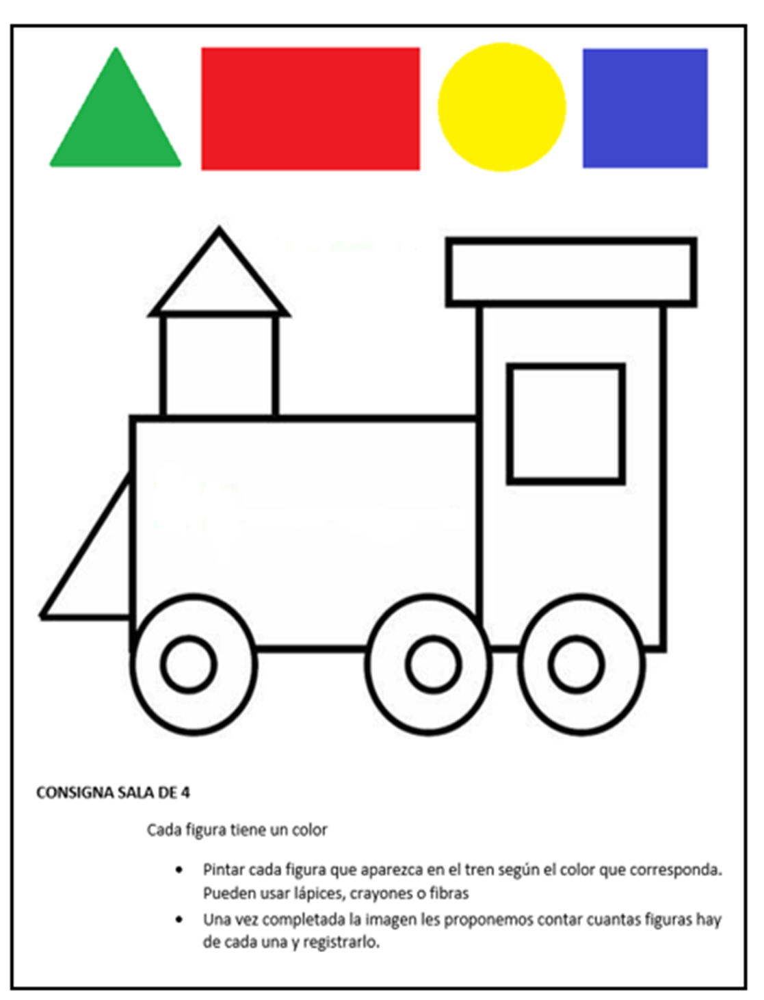 CONSIGNA SALA DE 4
Cada figura tiene un color
• Pintar cada figura que aparezca en el tren según el color que corresponda.
Pueden usar lápices, crayones o fibras
• Una vez completada la imagen les proponemos contar cuantas figuras hay
de cada una y registrarlo.